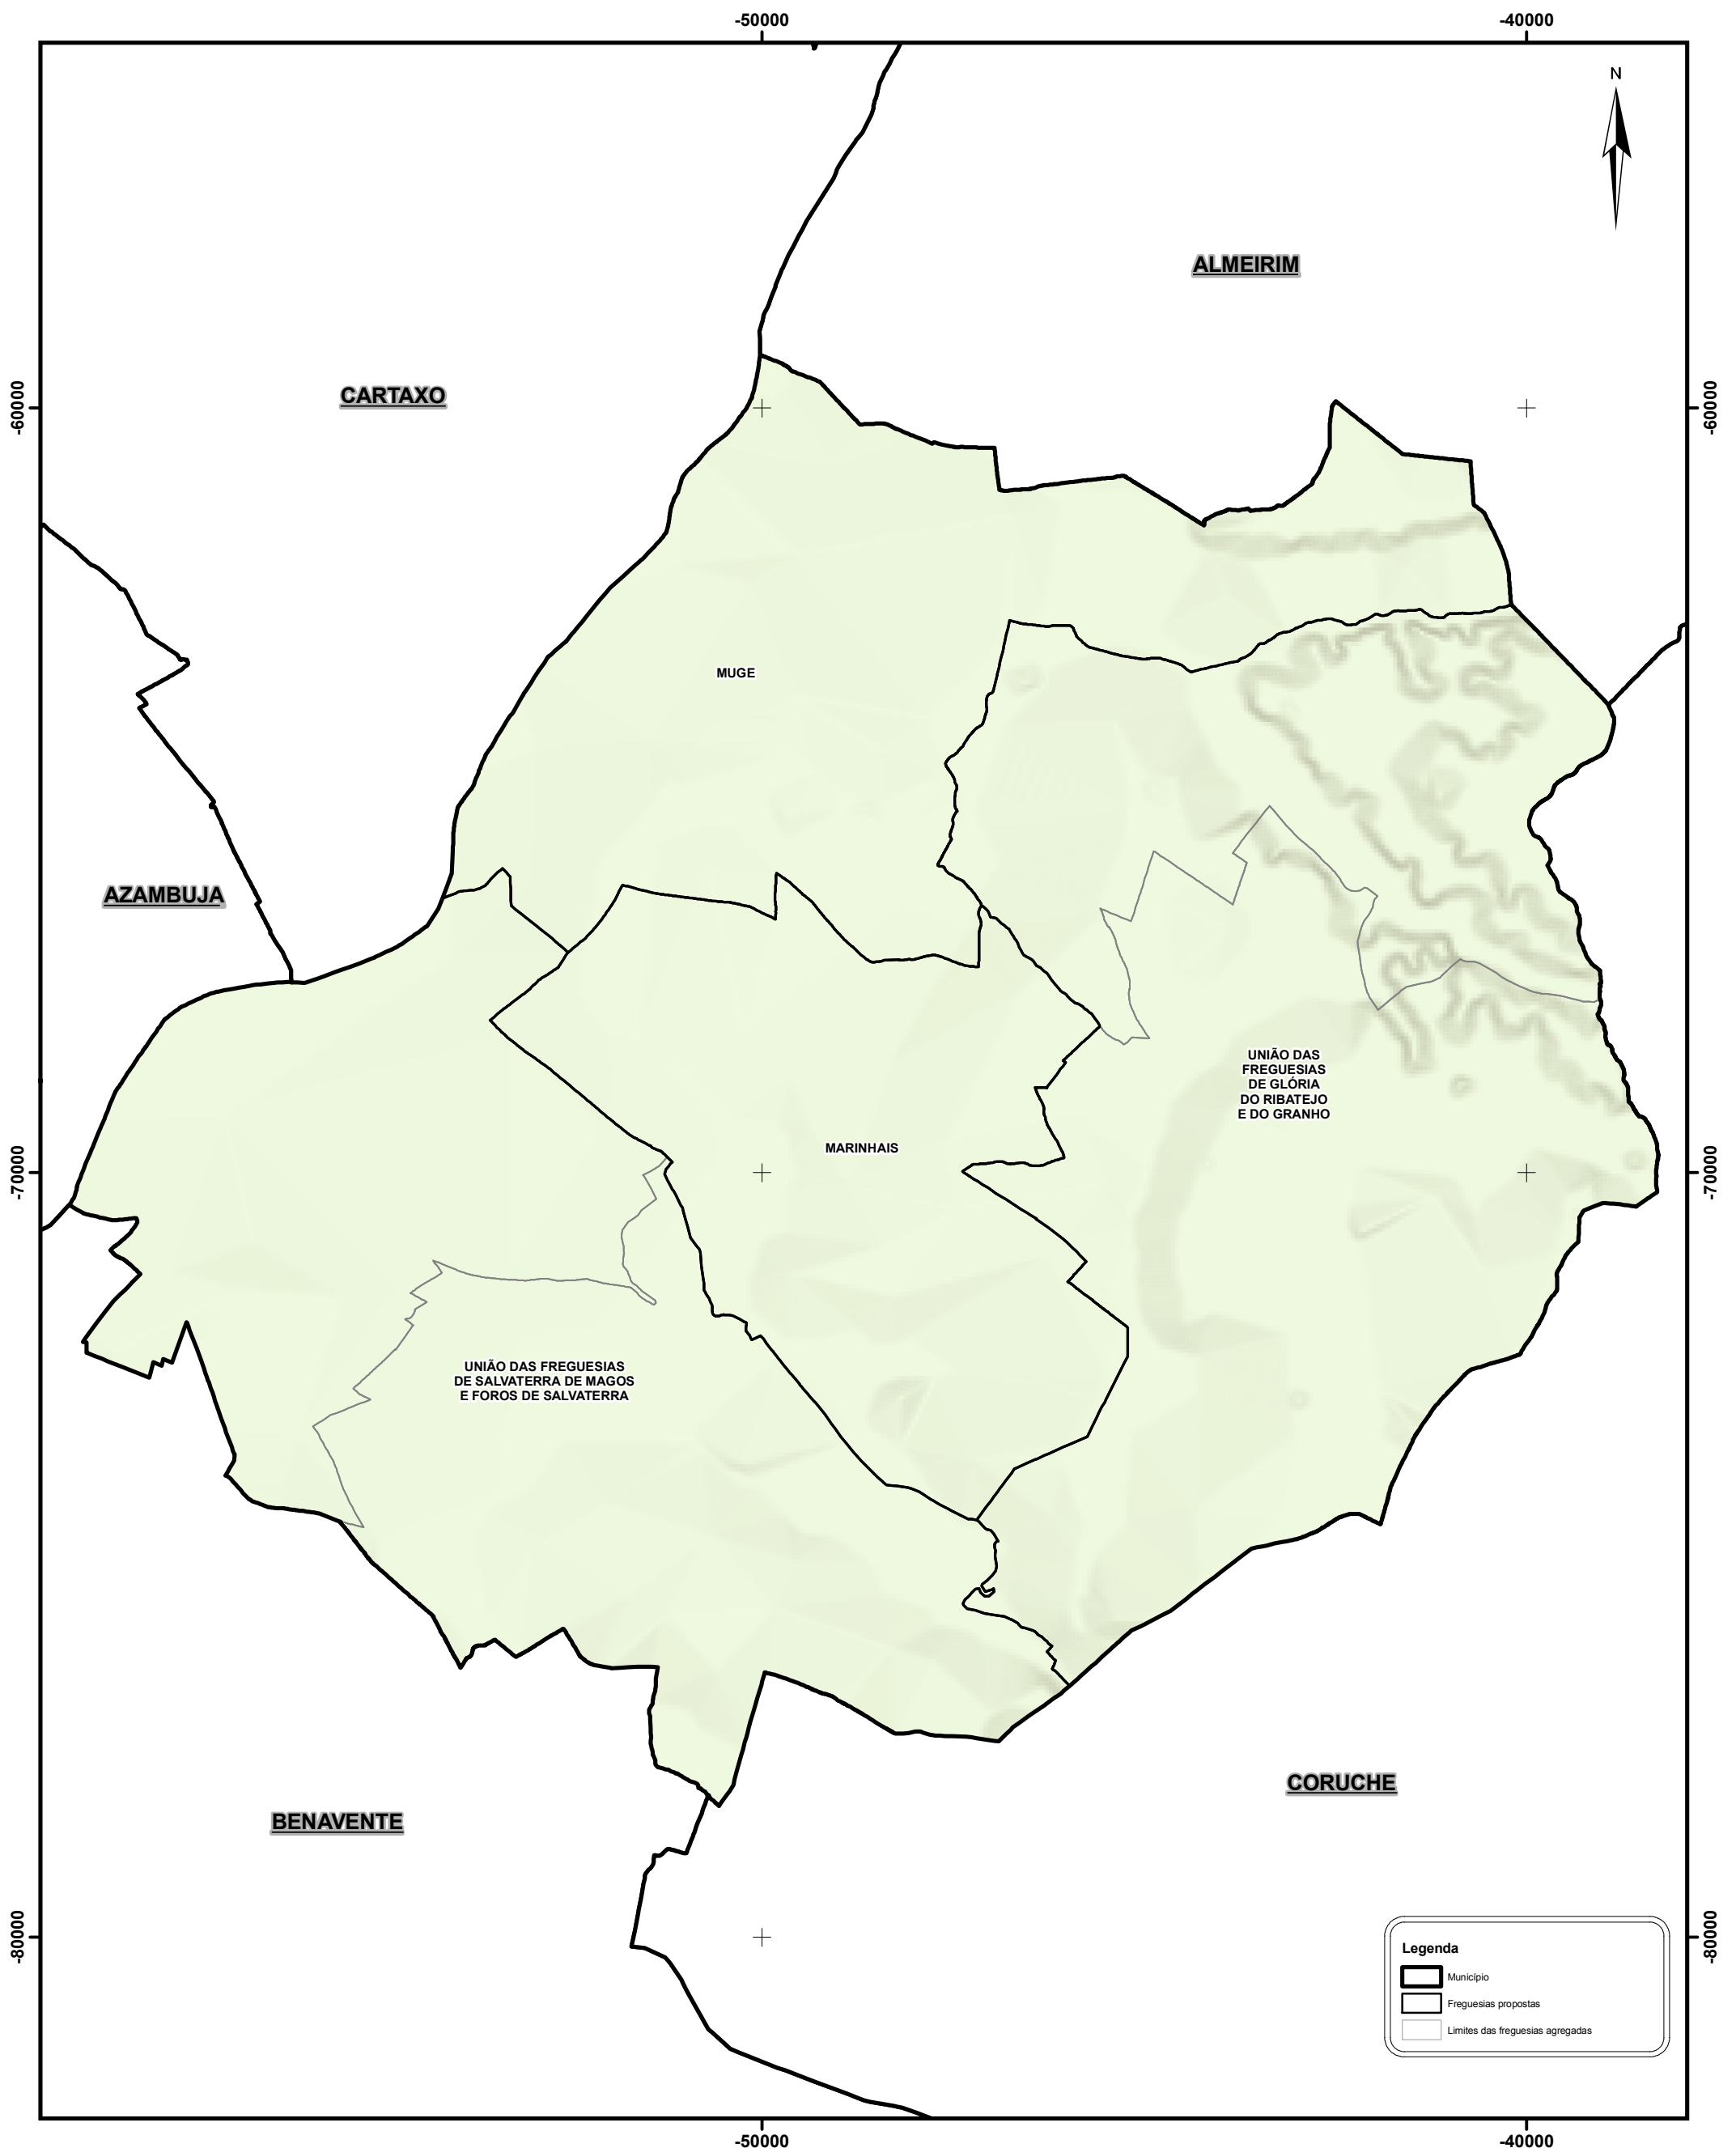 -50000
-40000
N
ALMEIRIM
CARTAXO
-60000
-60000
MUGE
AZAMBUJA
UNIÃO DAS
FREGUESIAS
DE GLÓRIA
DO RIBATEJO
E DO GRANHO
MARINHAIS
-70000
-70000
UNIÃO DAS FREGUESIAS
DE SALVATERRA DE MAGOS
E FOROS DE SALVATERRA
CORUCHE
BENAVENTE
-80000
-80000
Legenda
Município
Freguesias propostas
Limites das freguesias agregadas
-50000
-40000